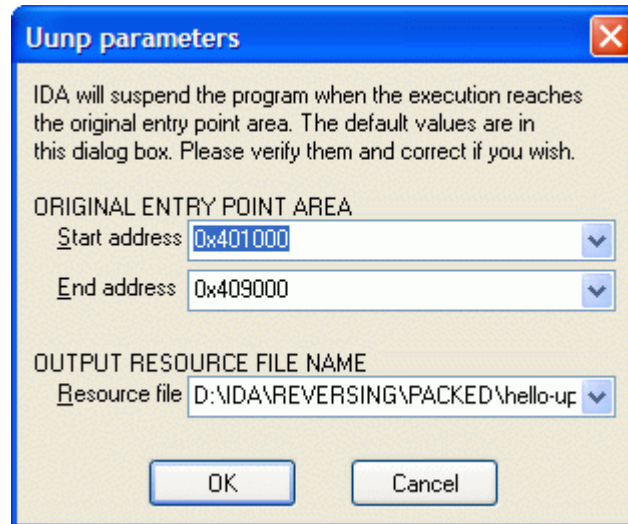 Uunp parameters
IDA will suspend the program when the execution reaches
the original entry point area. The default values are in
this dialog box. Please verify them and correct if you wish.
ORIGINAL ENTRY POINT AREA
Start address 0x401000
End address 0x409000
OUTPUT RESOURCE FILE NAME
Resource file D:\IDA\REVERSING\PACKED\hello-up
OK Cancel